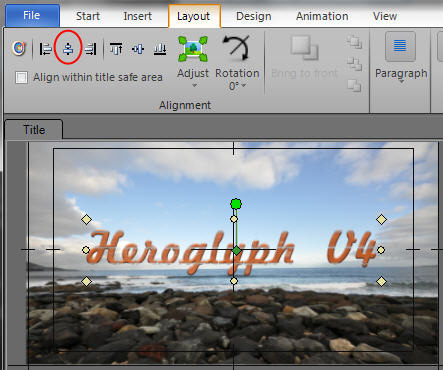 File Start Insert Layout Design Animation View
Align within title safe area
Adjust Rotation Bring to front Paragraph
0°
Alignment
Title
Heroglyph V4